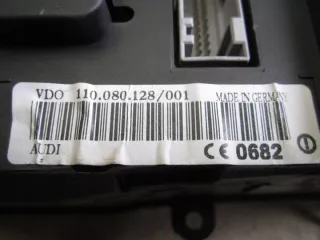 VDO 110.080.128/001 MADE IN GERMANY
AUDI CE 0682